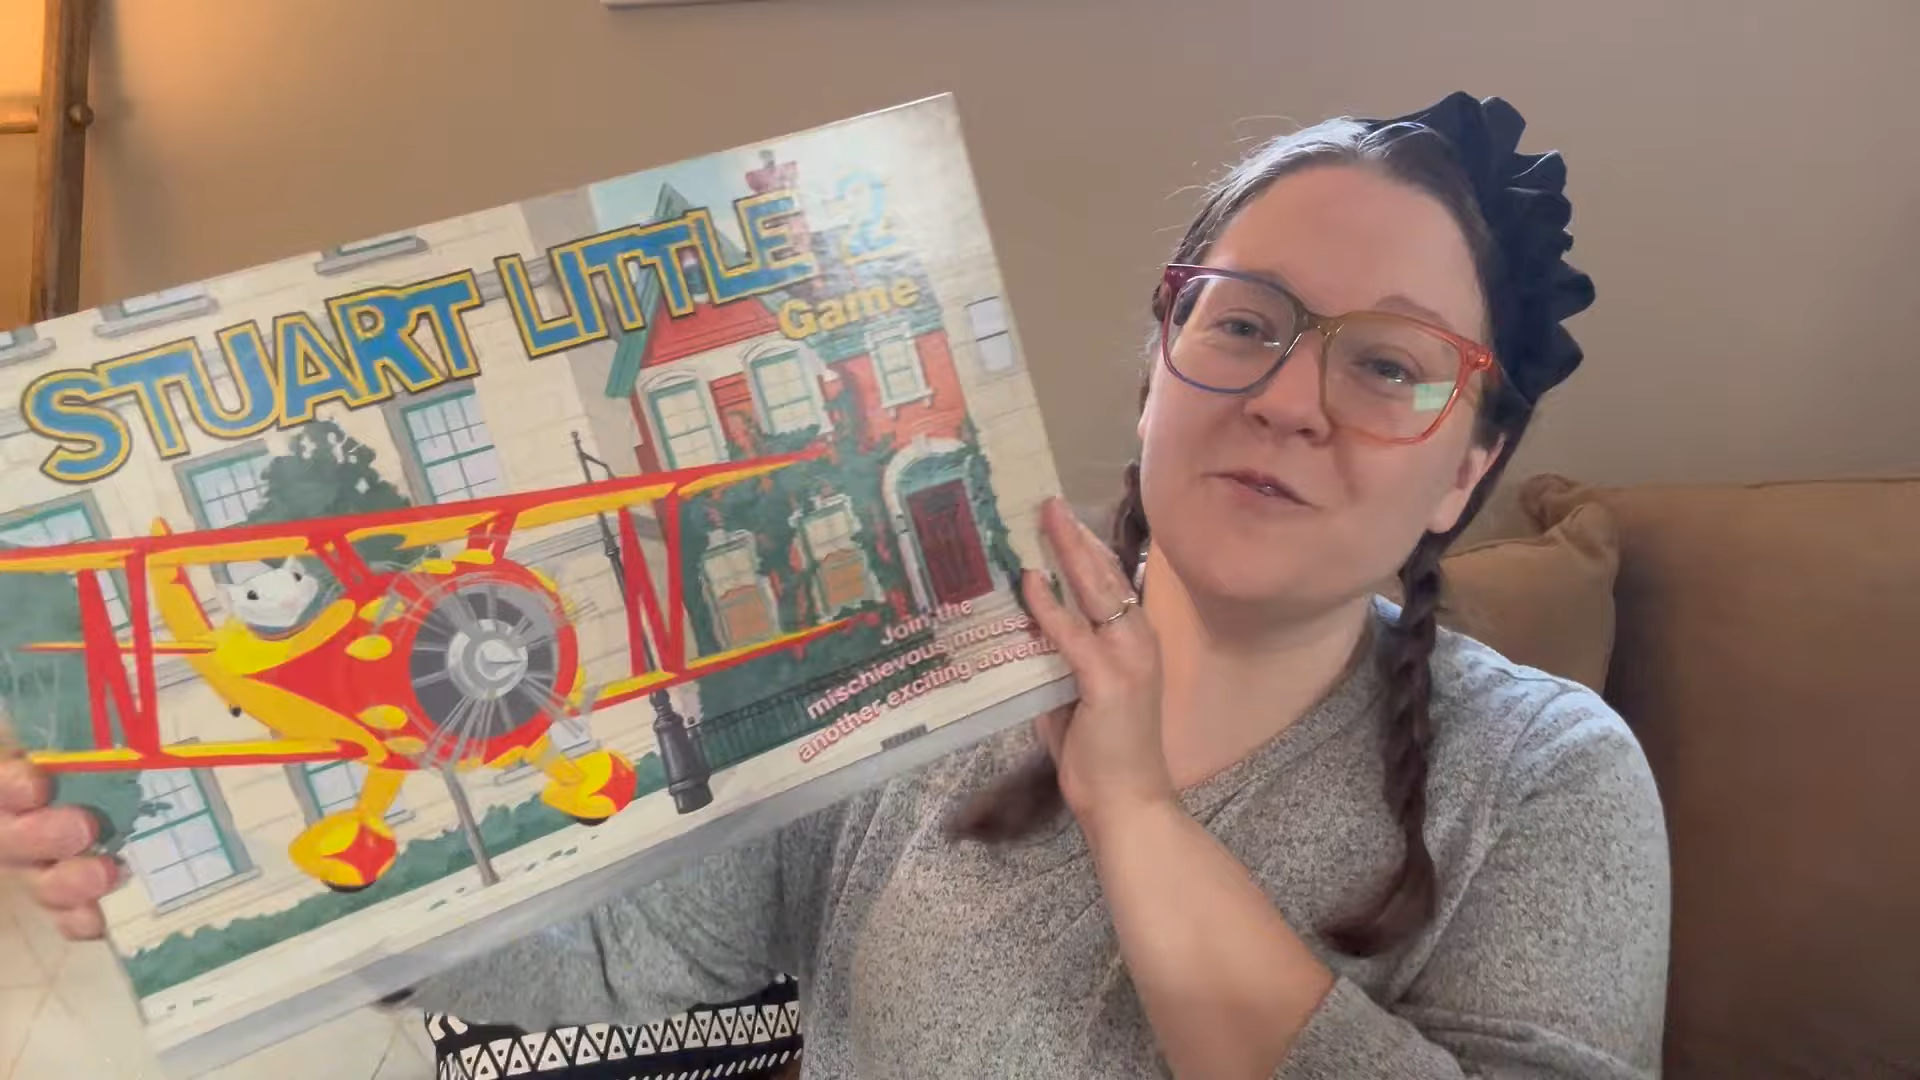 STUART LITTLE 2
Game
Join the
mischievous mouse
another exciting